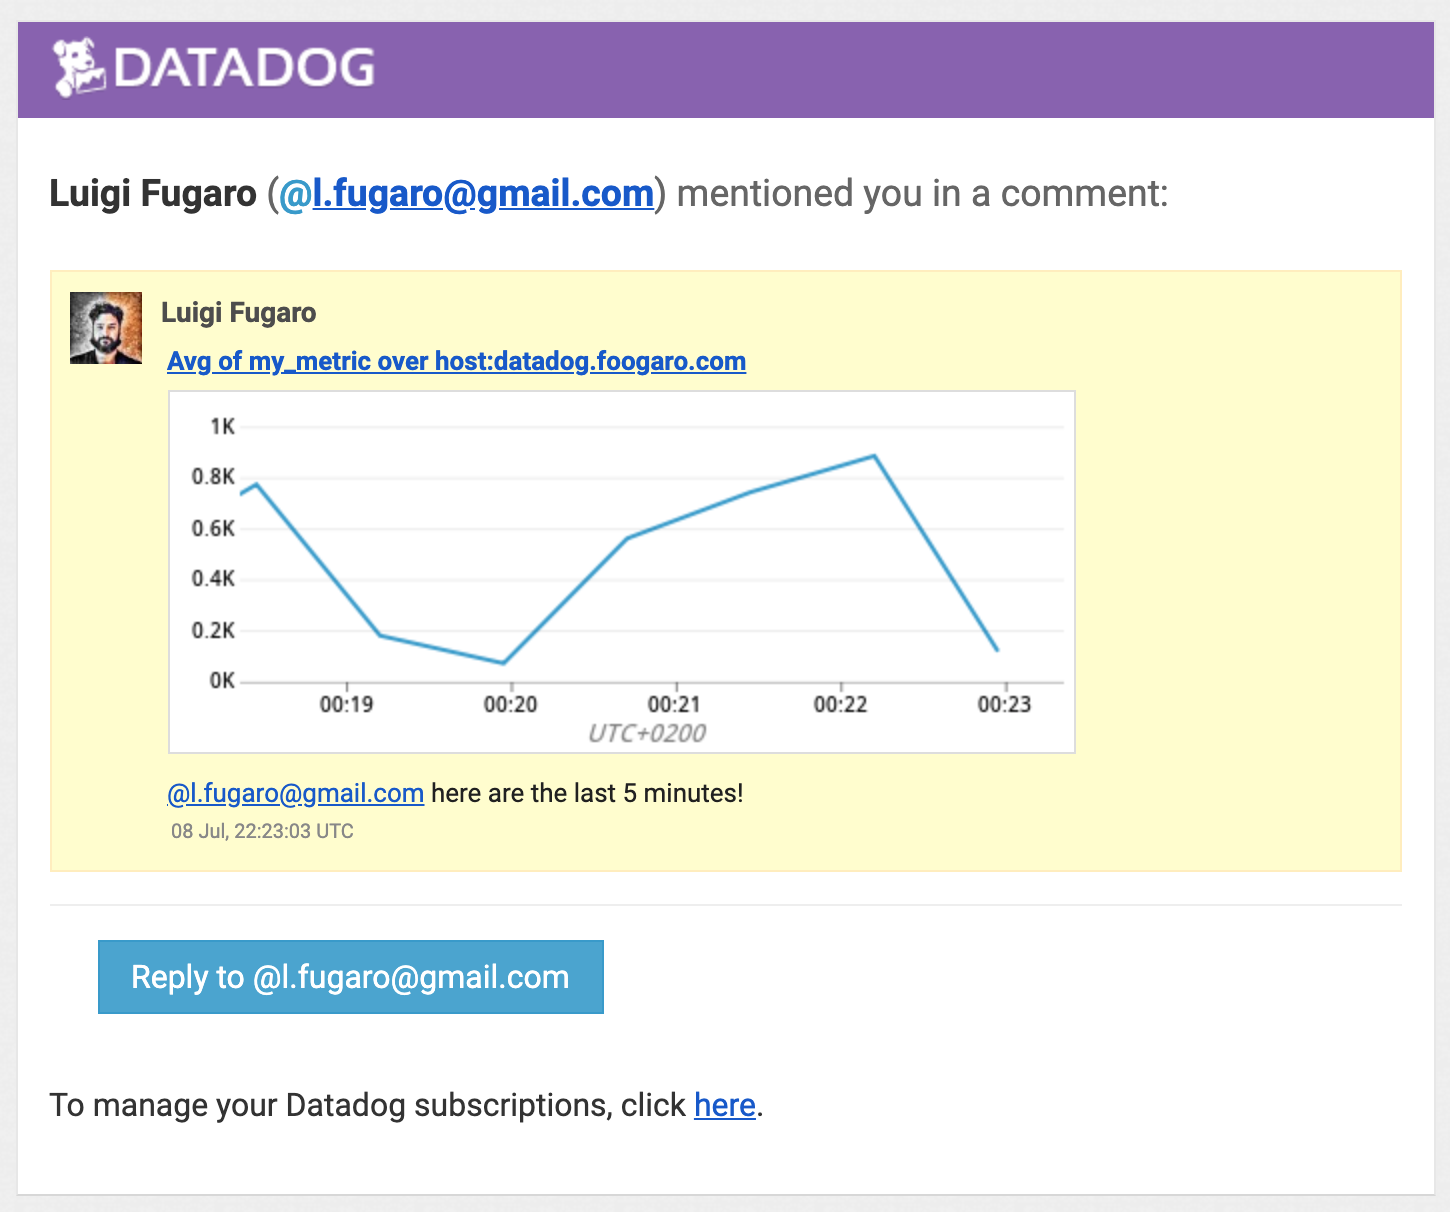 DATADOG
Luigi Fugaro (@l.fugaro@gmail.com) mentioned you in a comment:
Luigi Fugaro
Avg of my_metric over host:datadog.foogaro.com
1K
0.8K
0.6K
0.4K
0.2K
0K
00:19 00:20 00:21 00:22 00:23
UTC+0200
@l.fugaro@gmail.com here are the last 5 minutes!
08 Jul, 22:23:03 UTC
Reply to @l.fugaro@gmail.com
To manage your Datadog subscriptions, click here.